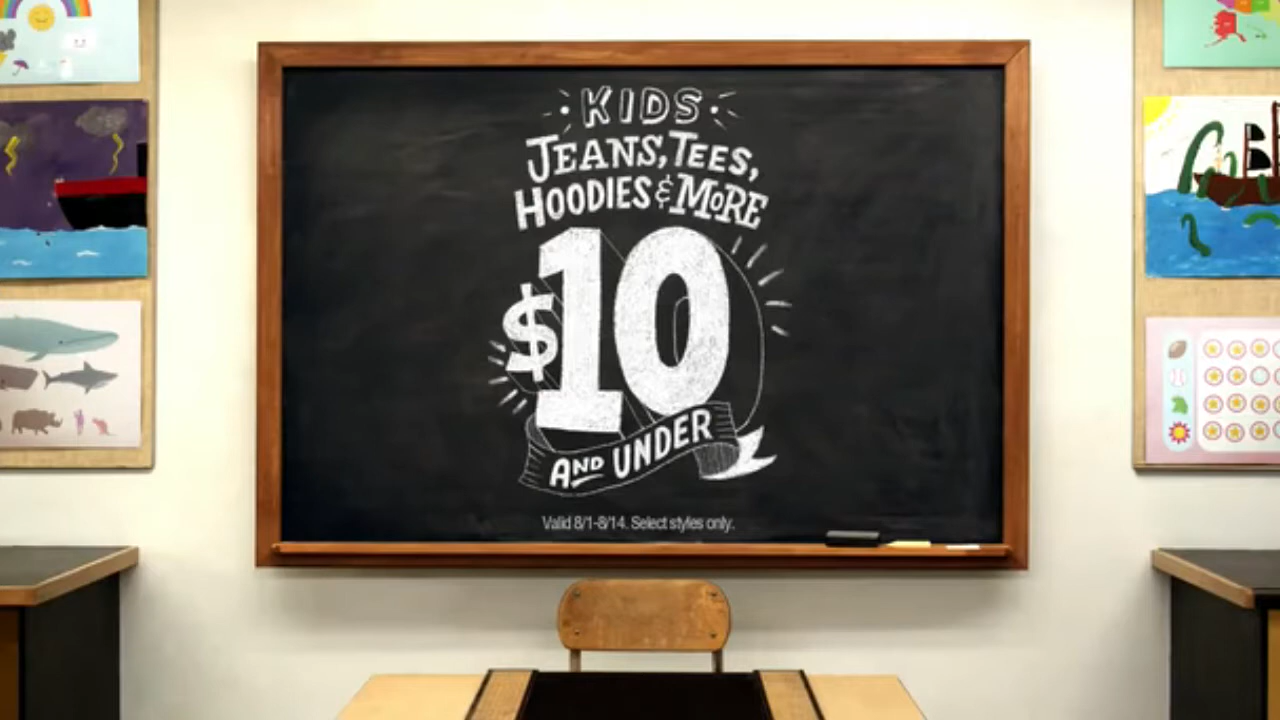 KIDS
JEANS, TEES,
HOODIES & MORE
$10
AND UNDER
Valid 8/1-8/14. Select styles only.